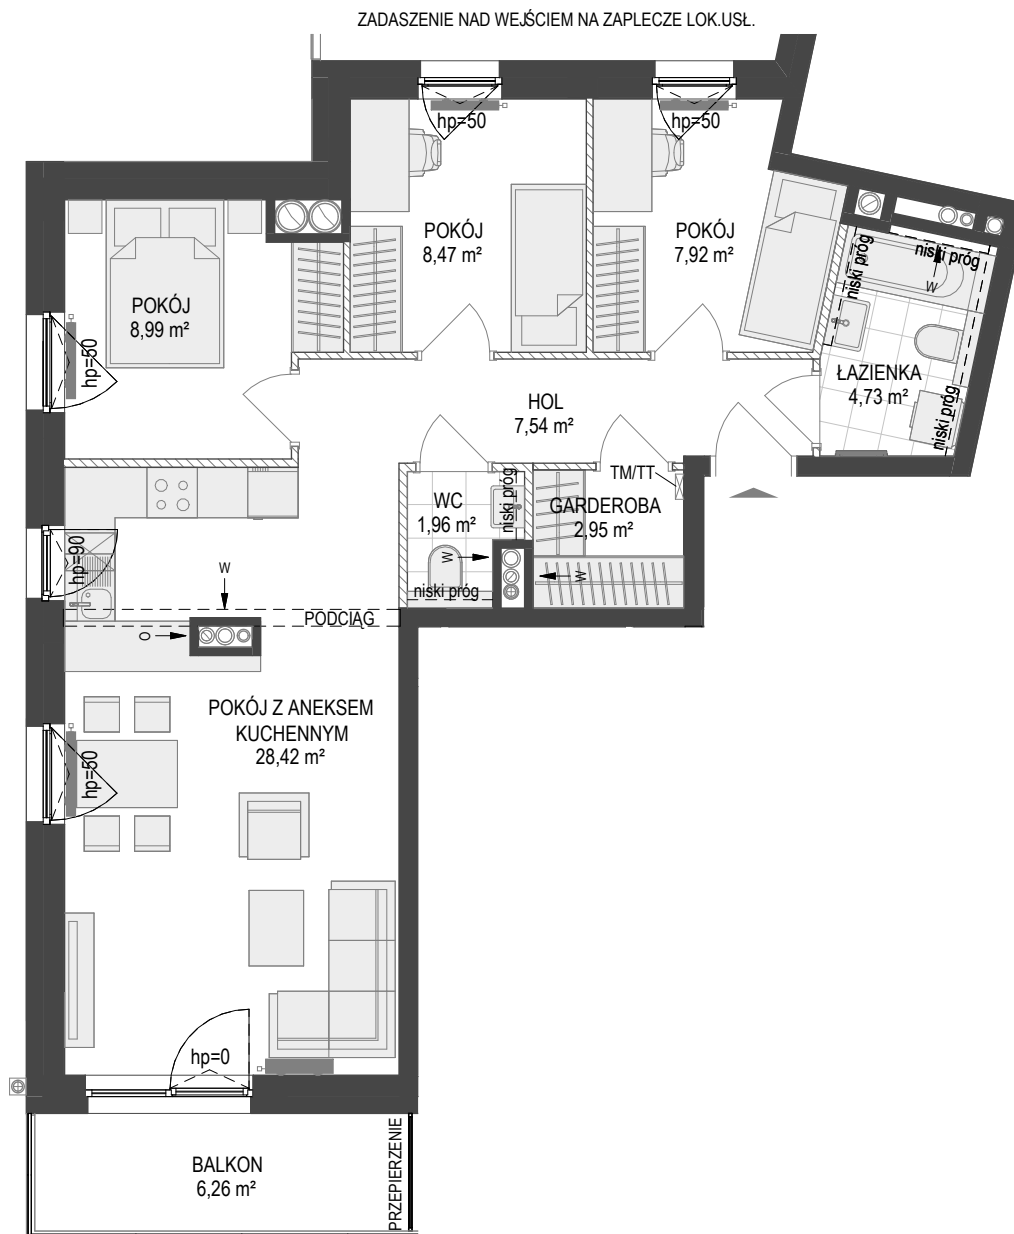 ZADASZENIE NAD WEJŚCIEM NA ZAPLECZE LOK.USŁ.
hp=50
hp=50
POKÓJ
8,47 m²
POKÓJ
7,92 m²
niski próg
niski próg
W
POKÓJ
8,99 m²
hp=50
ŁAZIENKA
4,73 m²
niski próg
HOL
7,54 m²
TM/TT
WC
1,96 m²
niski próg
GARDEROBA
2,95 m²
hp=90
W
W
W
niski próg
PODCIĄG
O
POKÓJ Z ANEKSEM
KUCHENNYM
28,42 m²
hp=50
hp=0
BALKON
6,26 m²
PRZEPIERZENIE